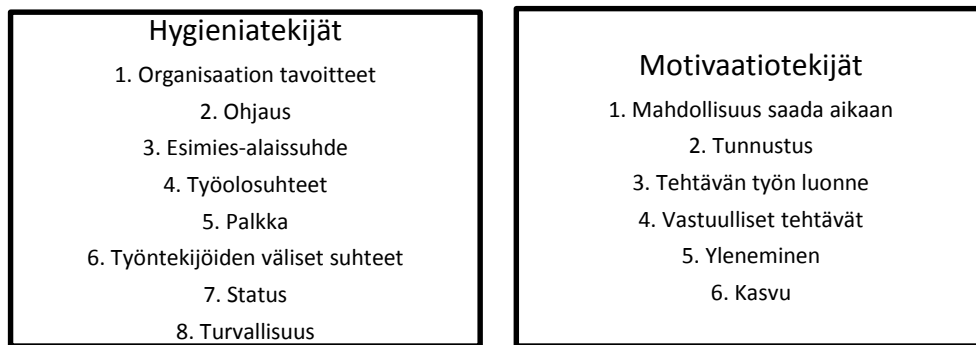 Hygieniatekijät
1. Organisaation tavoitteet
2. Ohjaus
3. Esimies-alaissuhde
4. Työolosuhteet
5. Palkka
6. Työntekijöiden väliset suhteet
7. Status
8. Turvallisuus
Motivaatiotekijät
1. Mahdollisuus saada aikaan
2. Tunnustus
3. Tehtävän työn luonne
4. Vastuulliset tehtävät
5. Yleneminen
6. Kasvu